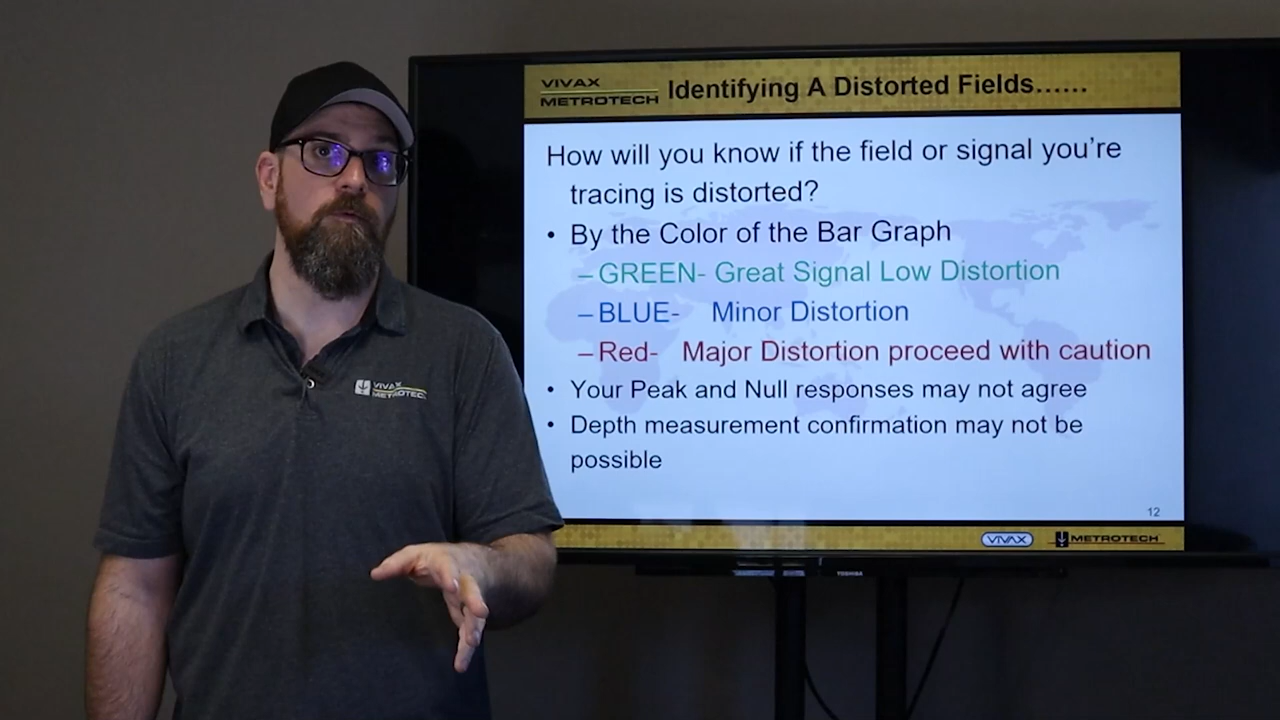 VIVAX
METROTECH
Identifying A Distorted Fields......
How will you know if the field or signal you're
tracing is distorted?
• By the Color of the Bar Graph
– GREEN- Great Signal Low Distortion
– BLUE- Minor Distortion
– Red- Major Distortion proceed with caution
• Your Peak and Null responses may not agree
• Depth measurement confirmation may not be
possible
12
VIVAX METROTECH
TOSHIBA
VIVAX
METROTECH